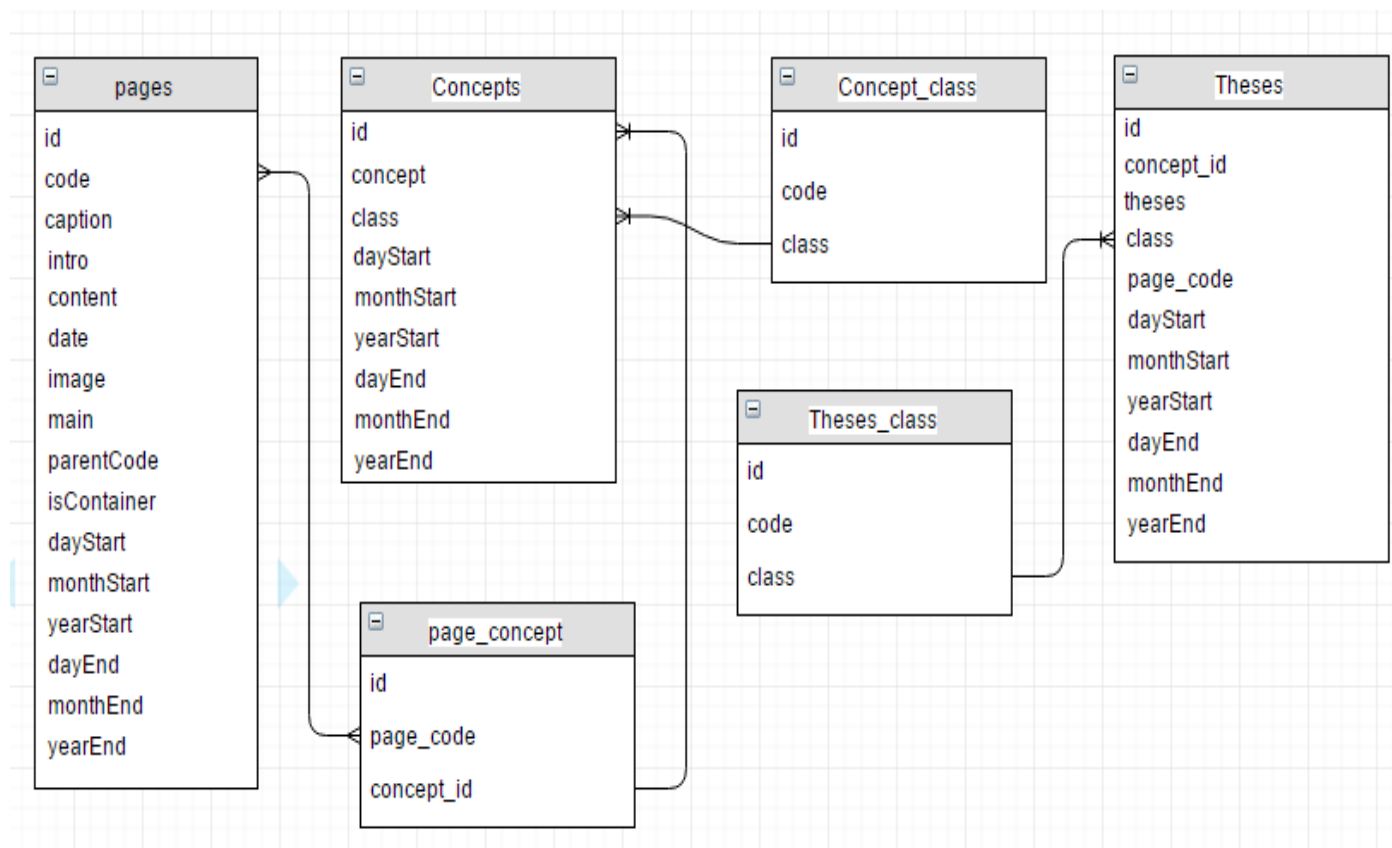 pages
id
code
caption
intro
content
date
image
main
parentCode
isContainer
dayStart
monthStart
yearStart
dayEnd
monthEnd
yearEnd
Concepts
id
concept
class
dayStart
monthStart
yearStart
dayEnd
monthEnd
yearEnd
page_concept
id
page_code
concept_id
Concept_class
id
code
class
Theses_class
id
code
class
Theses
id
concept_id
theses
class
page_code
dayStart
monthStart
yearStart
dayEnd
monthEnd
yearEnd